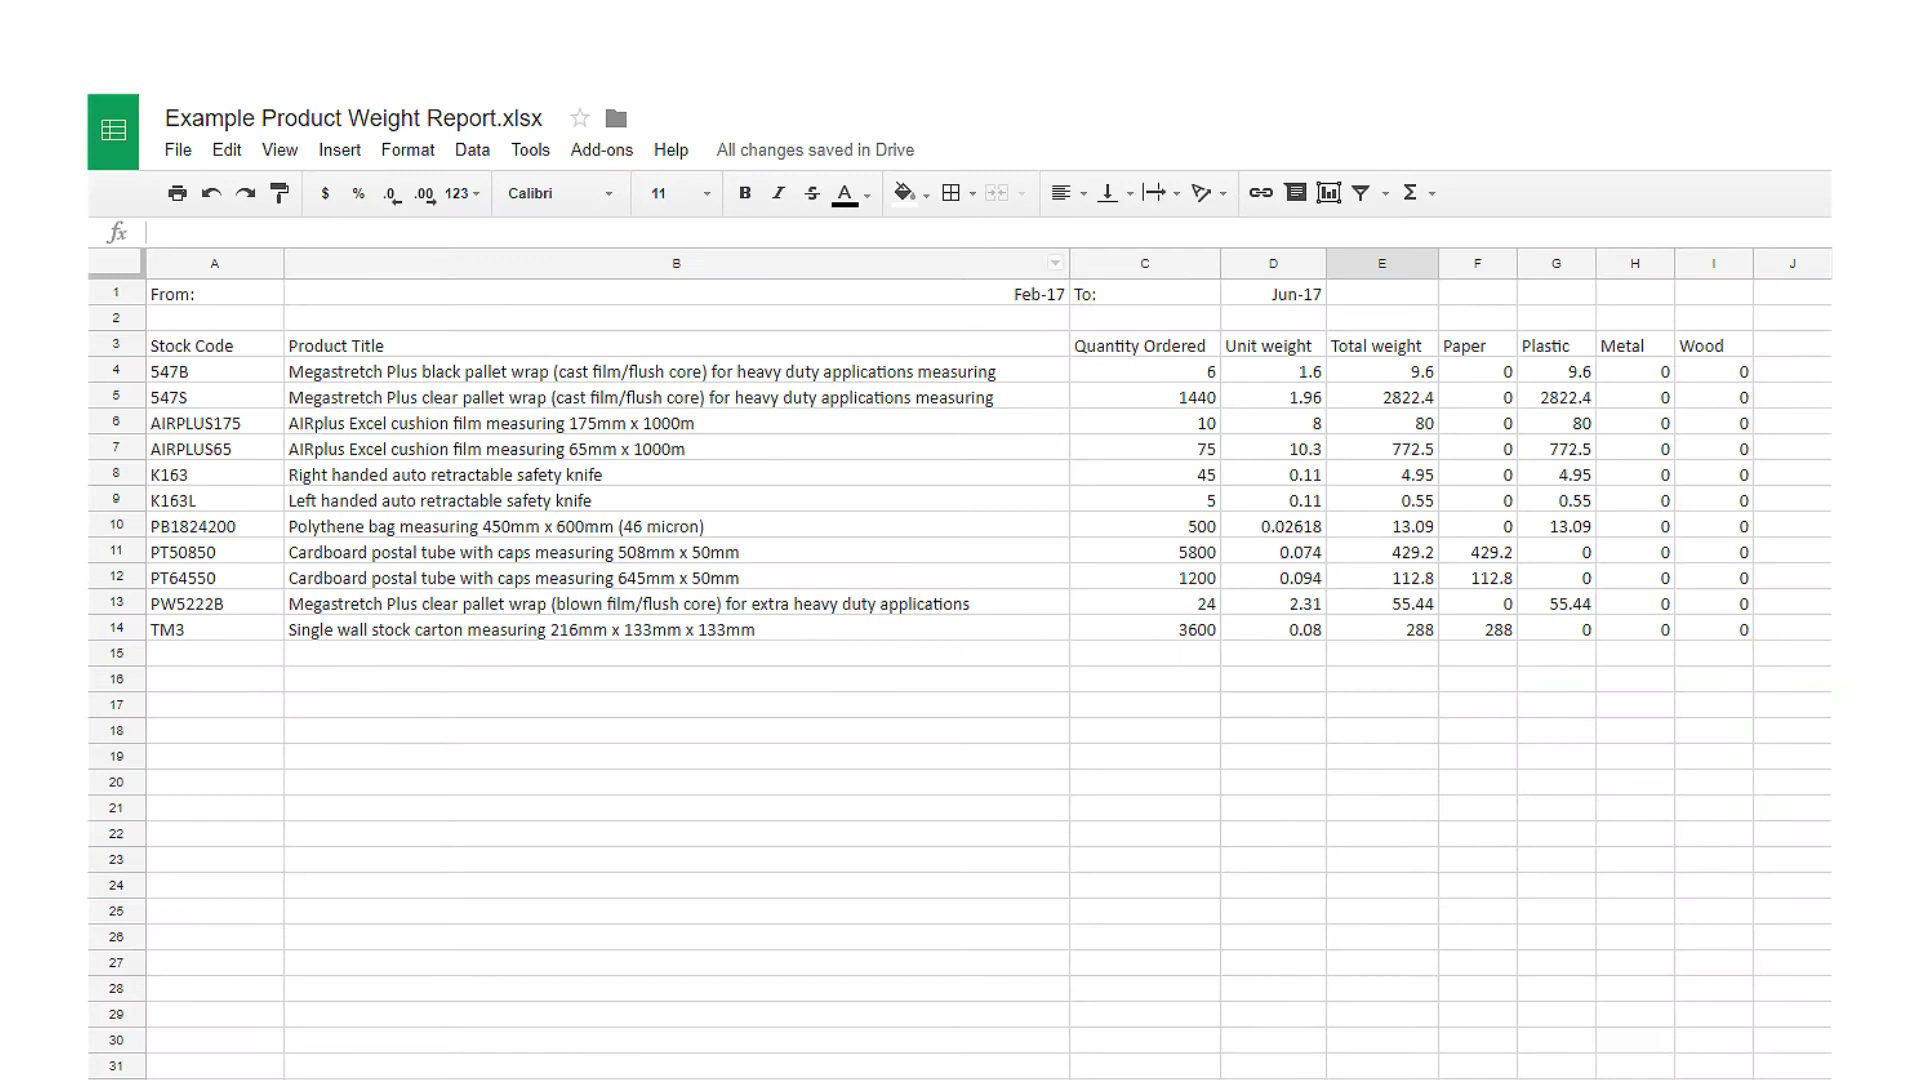 Example Product Weight Report.xlsx
File Edit View Insert Format Data Tools Add-ons Help All changes saved in Drive
$ % .0 .00 123 Calibri 11 B I S A Σ
fx
A B C D E F G H I J
1 From: Feb-17 To: Jun-17
2
3 Stock Code Product Title Quantity Ordered Unit weight Total weight Paper Plastic Metal Wood
4 547B Megastretch Plus black pallet wrap (cast film/flush core) for heavy duty applications measuring 6 1.6 9.6 0 9.6 0 0
5 547S Megastretch Plus clear pallet wrap (cast film/flush core) for heavy duty applications measuring 1440 1.96 2822.4 0 2822.4 0 0
6 AIRPLUS175 AIRplus Excel cushion film measuring 175mm x 1000m 10 8 80 0 80 0 0
7 AIRPLUS65 AIRplus Excel cushion film measuring 65mm x 1000m 75 10.3 772.5 0 772.5 0 0
8 K163 Right handed auto retractable safety knife 45 0.11 4.95 0 4.95 0 0
9 K163L Left handed auto retractable safety knife 5 0.11 0.55 0 0.55 0 0
10 PB1824200 Polythene bag measuring 450mm x 600mm (46 micron) 500 0.02618 13.09 0 13.09 0 0
11 PT50850 Cardboard postal tube with caps measuring 508mm x 50mm 5800 0.074 429.2 429.2 0 0 0
12 PT64550 Cardboard postal tube with caps measuring 645mm x 50mm 1200 0.094 112.8 112.8 0 0 0
13 PW5222B Megastretch Plus clear pallet wrap (blown film/flush core) for extra heavy duty applications 24 2.31 55.44 0 55.44 0 0
14 TM3 Single wall stock carton measuring 216mm x 133mm x 133mm 3600 0.08 288 288 0 0 0
15
16
17
18
19
20
21
22
23
24
25
26
27
28
29
30
31